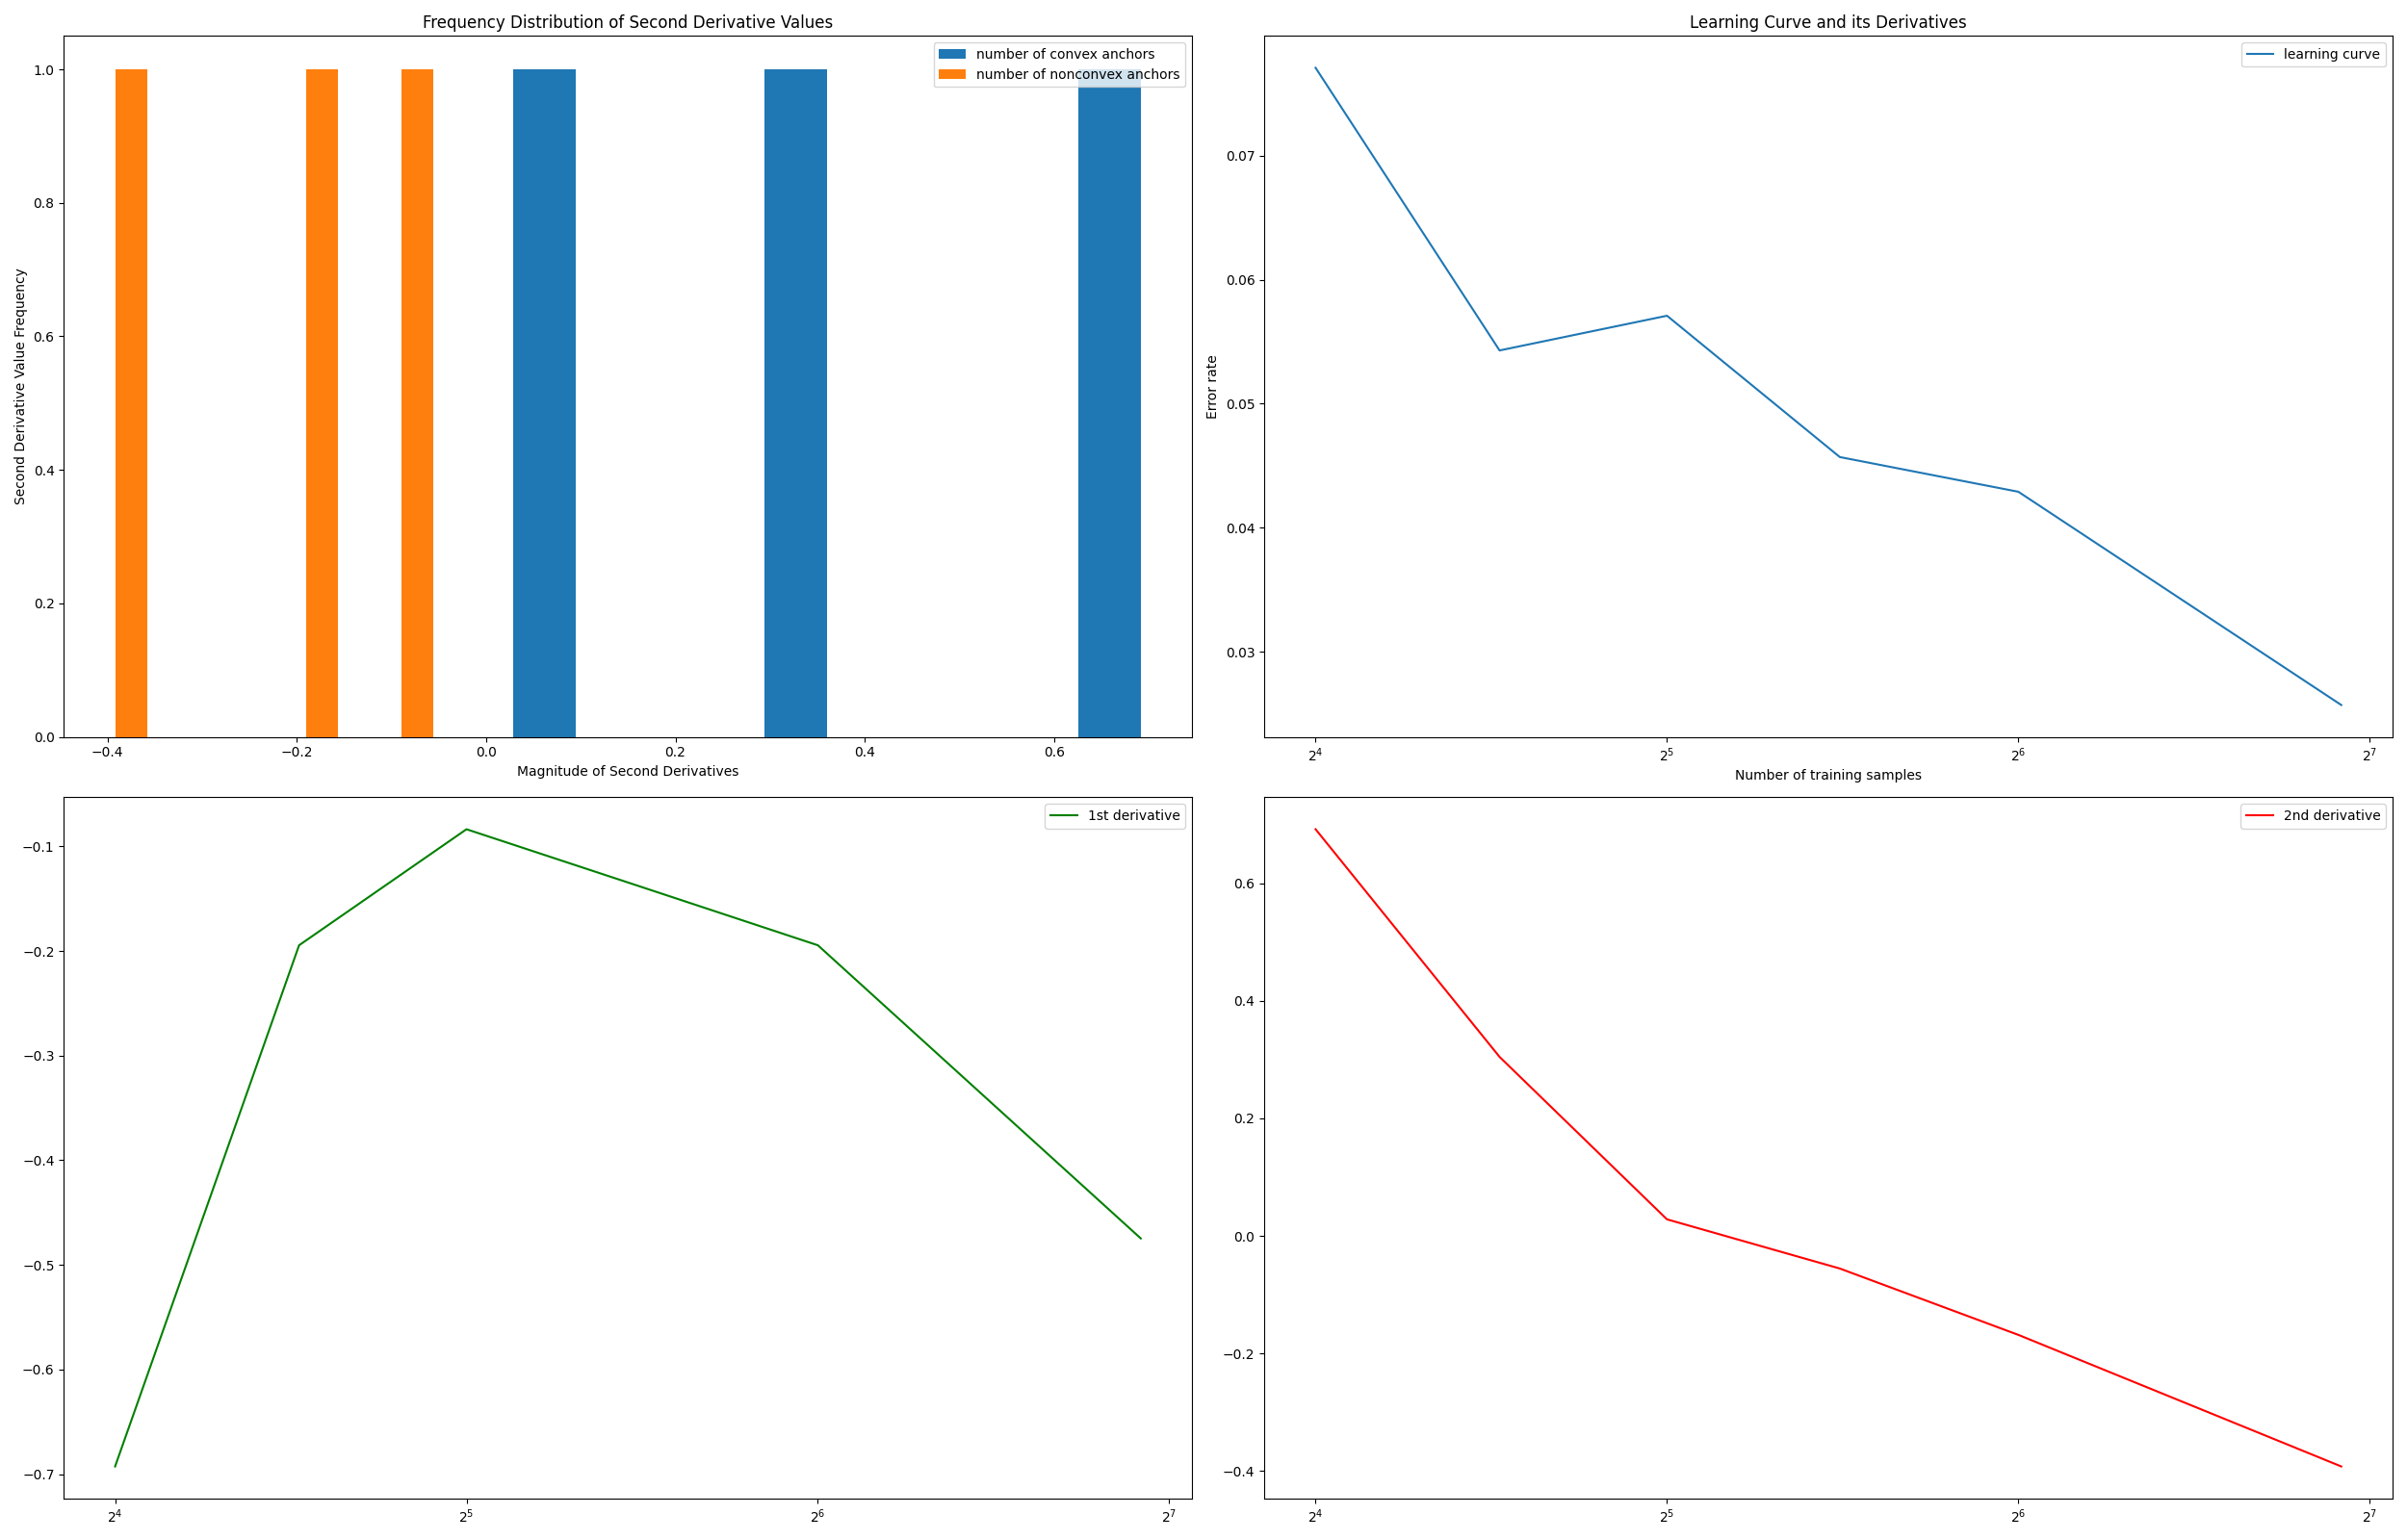 Frequency Distribution of Second Derivative Values
number of convex anchors
number of nonconvex anchors
Second Derivative Value Frequency
1.0
0.8
0.6
0.4
0.2
0.0
−0.4 −0.2 0.0 0.2 0.4 0.6
Magnitude of Second Derivatives
Learning Curve and its Derivatives
learning curve
Error rate
0.07
0.06
0.05
0.04
0.03
2⁴ 2⁵ 2⁶ 2⁷
Number of training samples
1st derivative
−0.1
−0.2
−0.3
−0.4
−0.5
−0.6
−0.7
2⁴ 2⁵ 2⁶ 2⁷
2nd derivative
0.6
0.4
0.2
0.0
−0.2
−0.4
2⁴ 2⁵ 2⁶ 2⁷